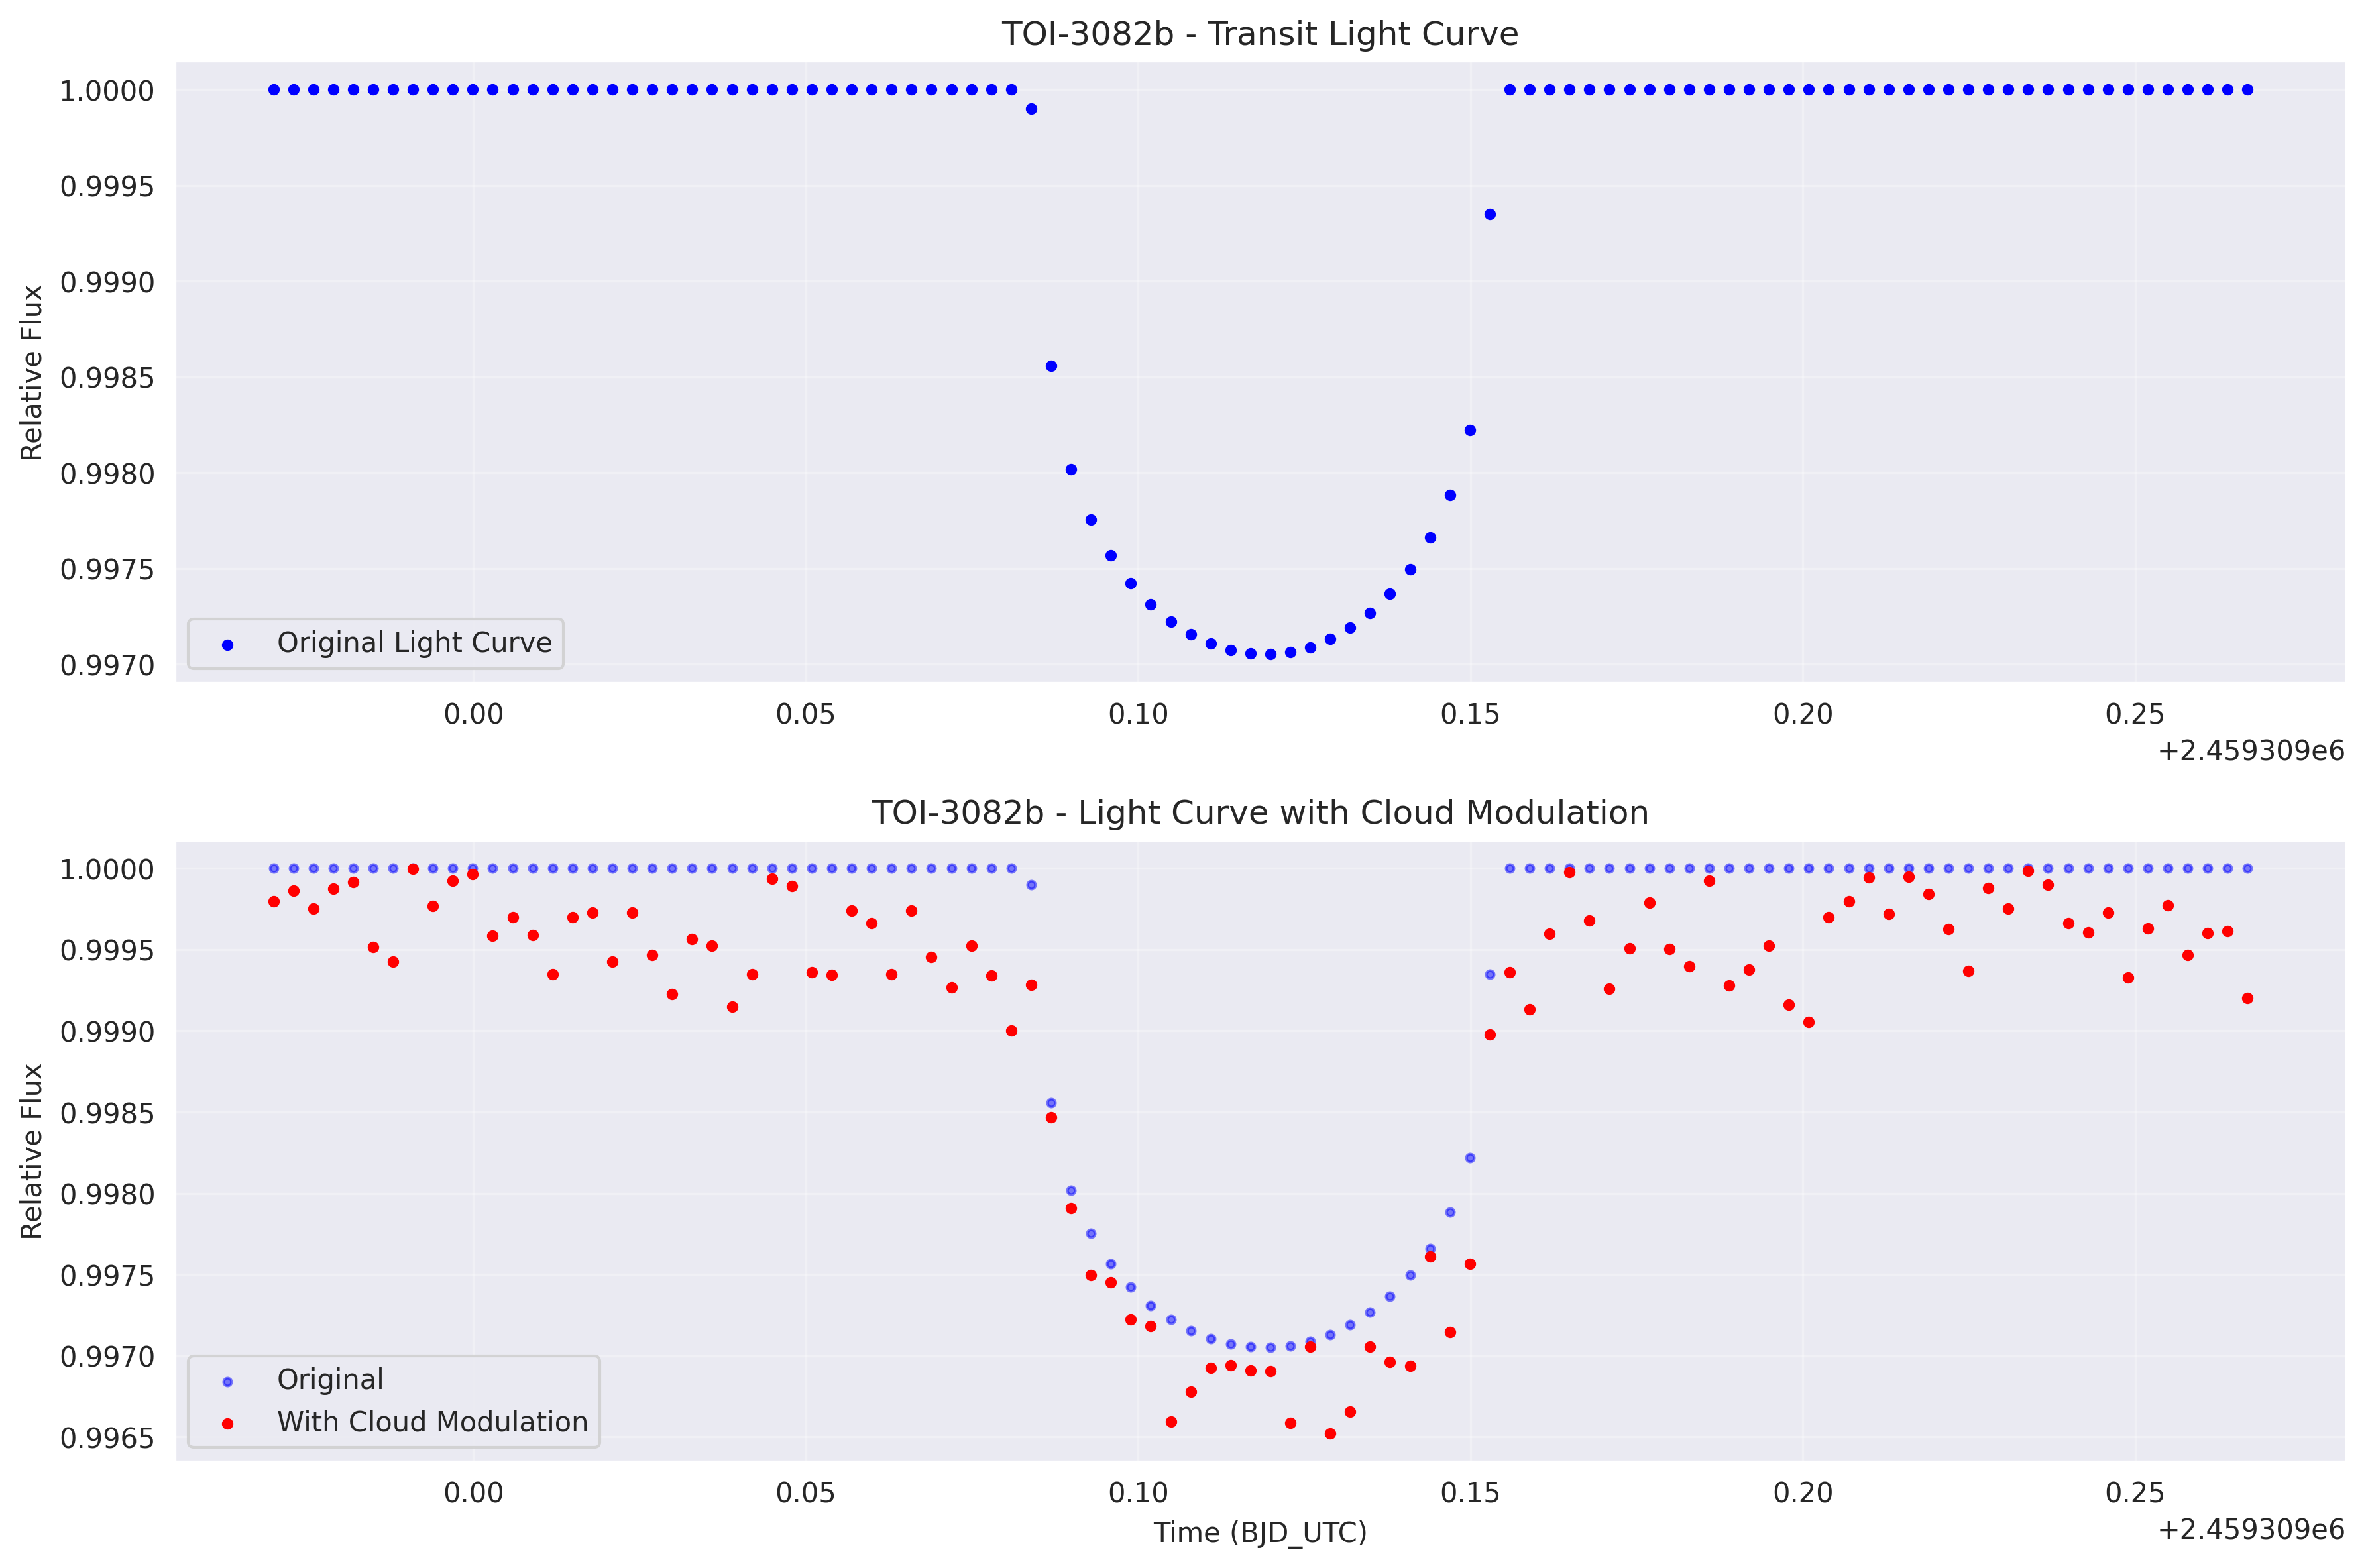 TOI-3082b - Transit Light Curve
1.0000
0.9995
0.9990
0.9985
0.9980
0.9975
0.9970
Relative Flux
Original Light Curve
0.00 0.05 0.10 0.15 0.20 0.25
+2.459309e6
TOI-3082b - Light Curve with Cloud Modulation
1.0000
0.9995
0.9990
0.9985
0.9980
0.9975
0.9970
0.9965
Relative Flux
Original
With Cloud Modulation
0.00 0.05 0.10 0.15 0.20 0.25
Time (BJD_UTC)
+2.459309e6